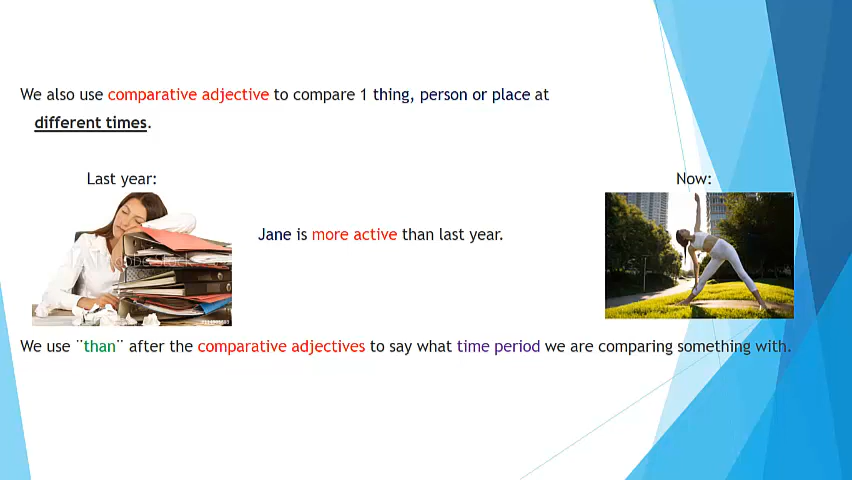 We also use comparative adjective to compare 1 thing, person or place at
different times.
Last year:
Now:
Jane is more active than last year.
We use ¨than¨ after the comparative adjectives to say what time period we are comparing something with.